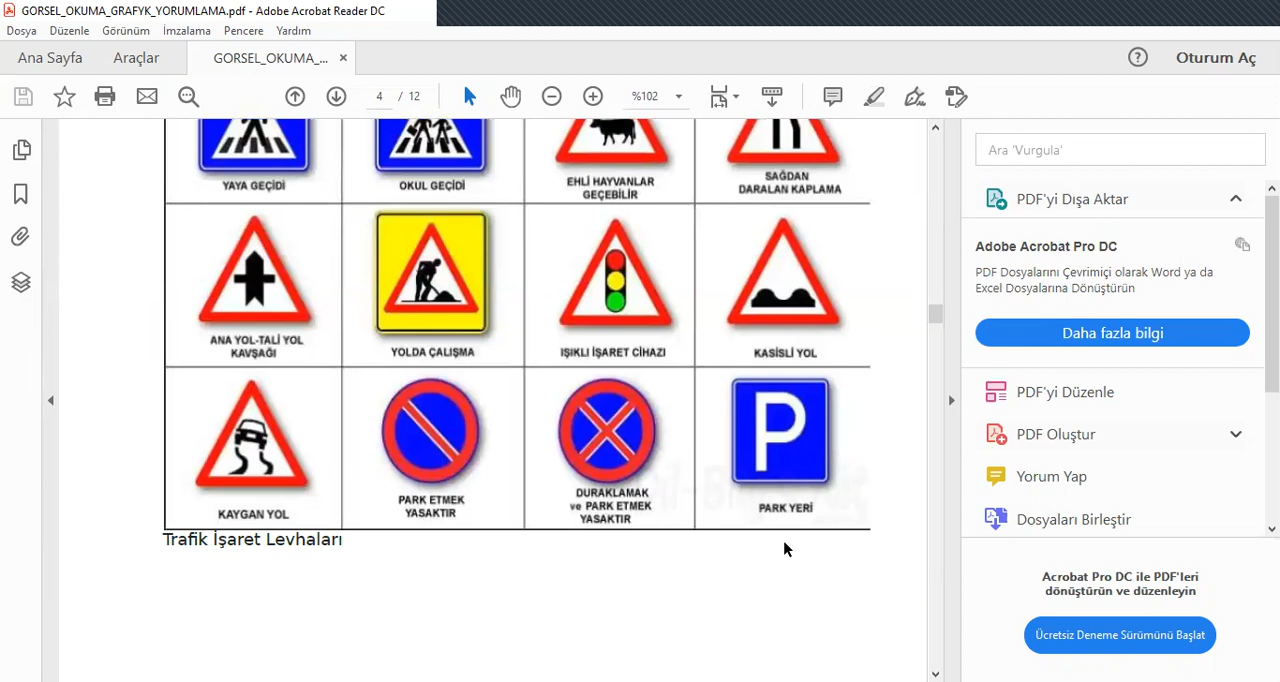 GORSEL_OKUMA_GRAFYK_YORUMLAMA.pdf - Adobe Acrobat Reader DC
Dosya Düzenle Görünüm İmzalama Pencere Yardım
Ana Sayfa Araçlar GORSEL_OKUMA_... × ? Oturum Aç
4 / 12 %102
Ara 'Vurgula'
YAYA GEÇİDİ
OKUL GEÇİDİ
EHLİ HAYVANLAR
GEÇEBİLİR
SAĞDAN
DARALAN KAPLAMA
ANA YOL-TALİ YOL
KAVŞAĞI
YOLDA ÇALIŞMA
IŞIKLI İŞARET CİHAZI
KASİSLİ YOL
KAYGAN YOL
PARK ETMEK
YASAKTIR
DURAKLAMAK
ve PARK ETMEK
YASAKTIR
P
PARK YERİ
Trafik İşaret Levhaları
PDF'yi Dışa Aktar
Adobe Acrobat Pro DC
PDF Dosyalarını Çevrimiçi olarak Word ya da
Excel Dosyalarına Dönüştürün
Daha fazla bilgi
PDF'yi Düzenle
PDF Oluştur
Yorum Yap
Dosyaları Birleştir
Acrobat Pro DC ile PDF'leri
dönüştürün ve düzenleyin
Ücretsiz Deneme Sürümünü Başlat